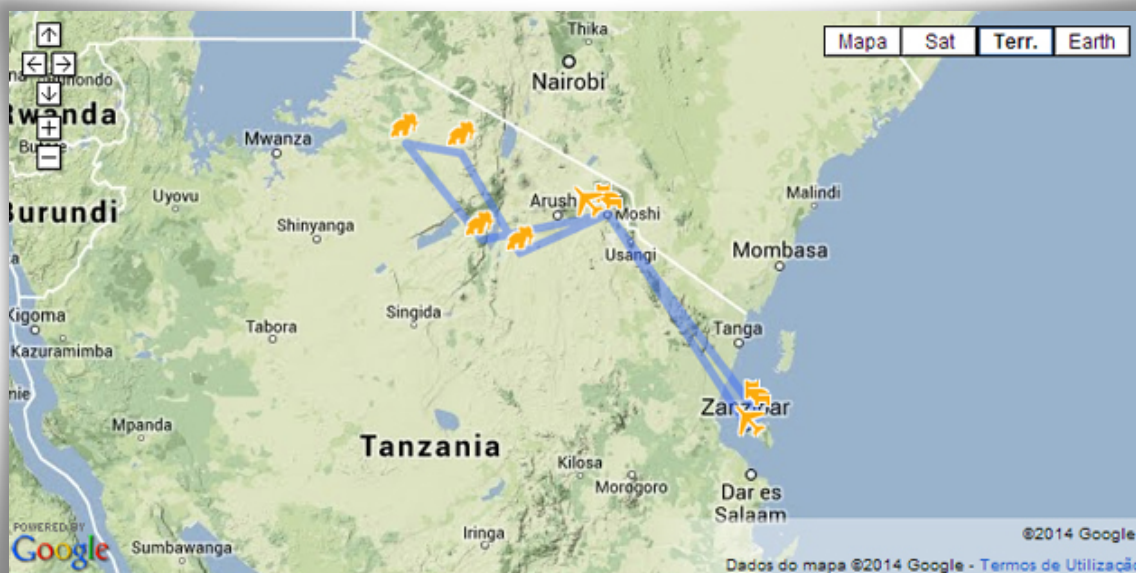 Mapa
Sat
Terr.
Earth
Thika
Nairobi
Rwanda
Mwanza
Uyovu
Burundi
Shinyanga
Arush
Moshi
Usangi
Malindi
Mombasa
Kigoma
Kazuramimba
Tabora
Singida
Tanga
Zanzibar
Mpanda
Tanzania
Kilosa
Morogoro
Dar es
Salaam
Iringa
Sumbawanga
POWERED BY
Google
©2014 Google
Dados do mapa ©2014 Google - Termos de Utilização